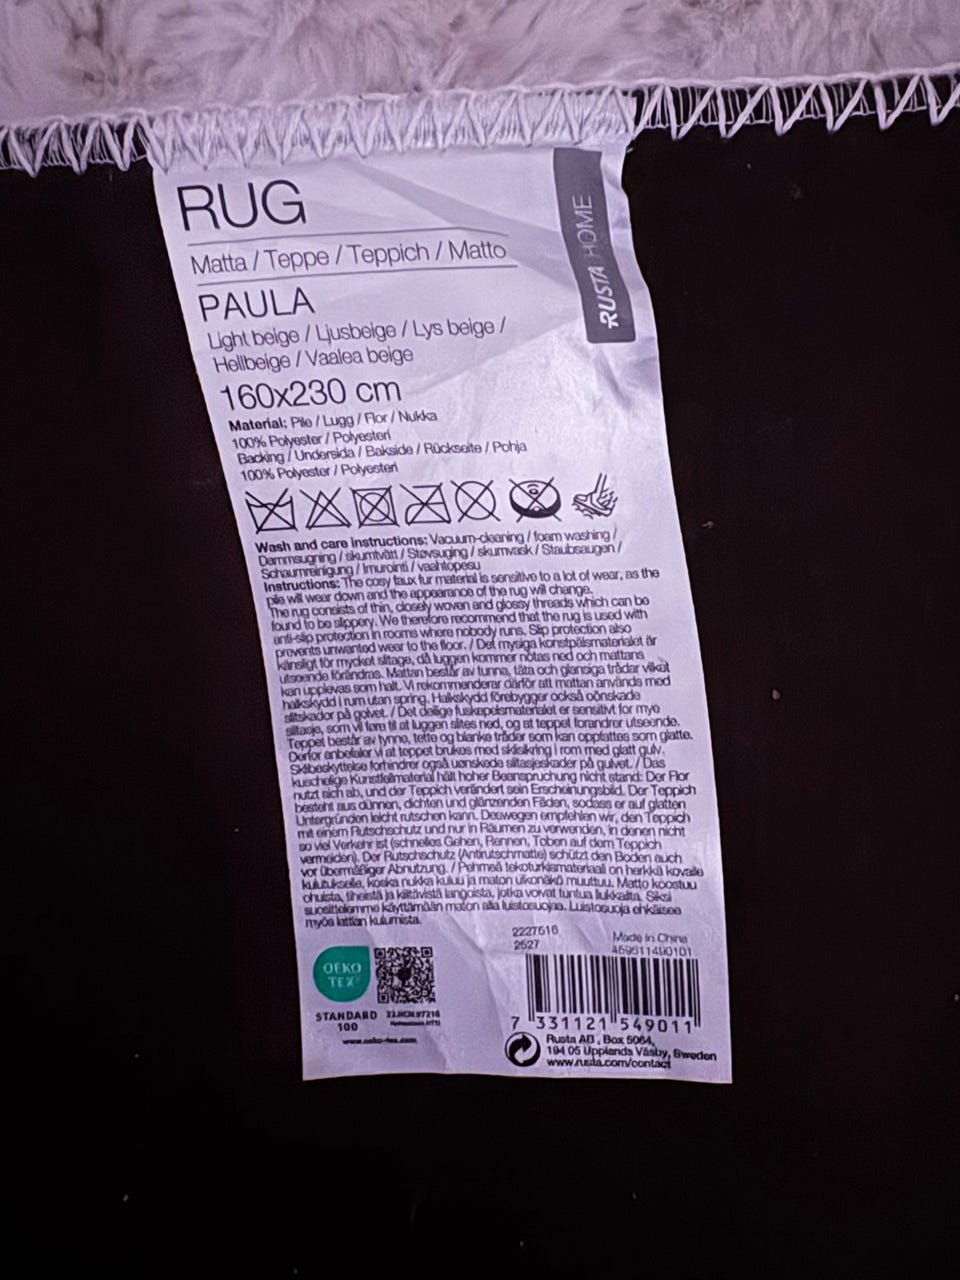 RUG
RUSTA HOME
Matta / Teppe / Teppich / Matto
PAULA
Light beige / Ljusbeige / Lys beige /
Hellbeige / Vaalea beige
160x230 cm
Material: Pile / Lugg / Flor / Nukka
100% Polyester / Polyesteri
Backing / Undersida / Bakside / Rückseite / Pohja
100% Polyester / Polyesteri
Wash and care instructions: Vacuum-cleaning / foam washing /
Dammsugning / skumtvätt / Støvsuging / skumvask / Staubsaugen /
Schaumreinigung / Imurointi / vaahtopesu
Instructions: The cosy faux fur material is sensitive to a lot of wear, as the
pile will wear down and the appearance of the rug will change.
The rug consists of thin, closely woven and glossy threads which can be
found to be slippery. We therefore recommend that the rug is used with
anti-slip protection in rooms where nobody runs. Slip protection also
prevents unwanted wear to the floor. / Det mysiga konstpälsmaterialet är
känsligt för mycket slitage, då luggen kommer nötas ned och mattans
utseende förändras. Mattan består av tunna, täta och glansiga trådar vilket
kan upplevas som halt. Vi rekommenderar därför att mattan används med
halkskydd i rum utan spring. Halkskydd förebygger också oönskade
slitskador på golvet. / Det deilige fuskepelsmaterialet er sensitivt for mye
slitasje, som vil føre til at luggen slites ned, og at teppet forandrer utseende.
Teppet består av tynne, tette og blanke tråder som kan oppfattes som glatte.
Derfor anbefaler vi at teppet brukes med sklisikring i rom med glatt gulv.
Sklibeskyttelse forhindrer også uønskede slitasjeskader på gulvet. / Das
kuschelige Kunstfellmaterial hält hoher Beanspruchung nicht stand: Der Flor
nutzt sich ab, und der Teppich verändert sein Erscheinungsbild. Der Teppich
besteht aus dünnen, dichten und glänzenden Fäden, sodass er auf glatten
Untergründen leicht rutschen kann. Deswegen empfehlen wir, den Teppich
mit einem Rutschschutz und nur in Räumen zu verwenden, in denen nicht
so viel Verkehr ist (schnelles Gehen, Rennen, Toben auf dem Teppich
vermeiden). Der Rutschschutz (Antirutschmatte) schützt den Boden auch
vor übermäßiger Abnutzung. / Pehmeä tekoturkismateriaali on herkkä kovalle
kulutukselle, koska nukka kuluu ja maton ulkonäkö muuttuu. Matto koostuu
ohuista, tiheistä ja kiiltävistä langoista, jotka voivat tuntua liukkailta. Siksi
suosittelemme käyttämään maton alla luistosuojaa. Luistosuoja ehkäisee
myös lattian kulumista.
2227516
2527
Made in China
459511490101
OEKO
TEX®
STANDARD
100
23.HCN.97216
Hohenstein HTTI
www.oeko-tex.com
7 331121 549011
Rusta AB, Box 5064,
194 05 Upplands Väsby, Sweden
www.rusta.com/contact